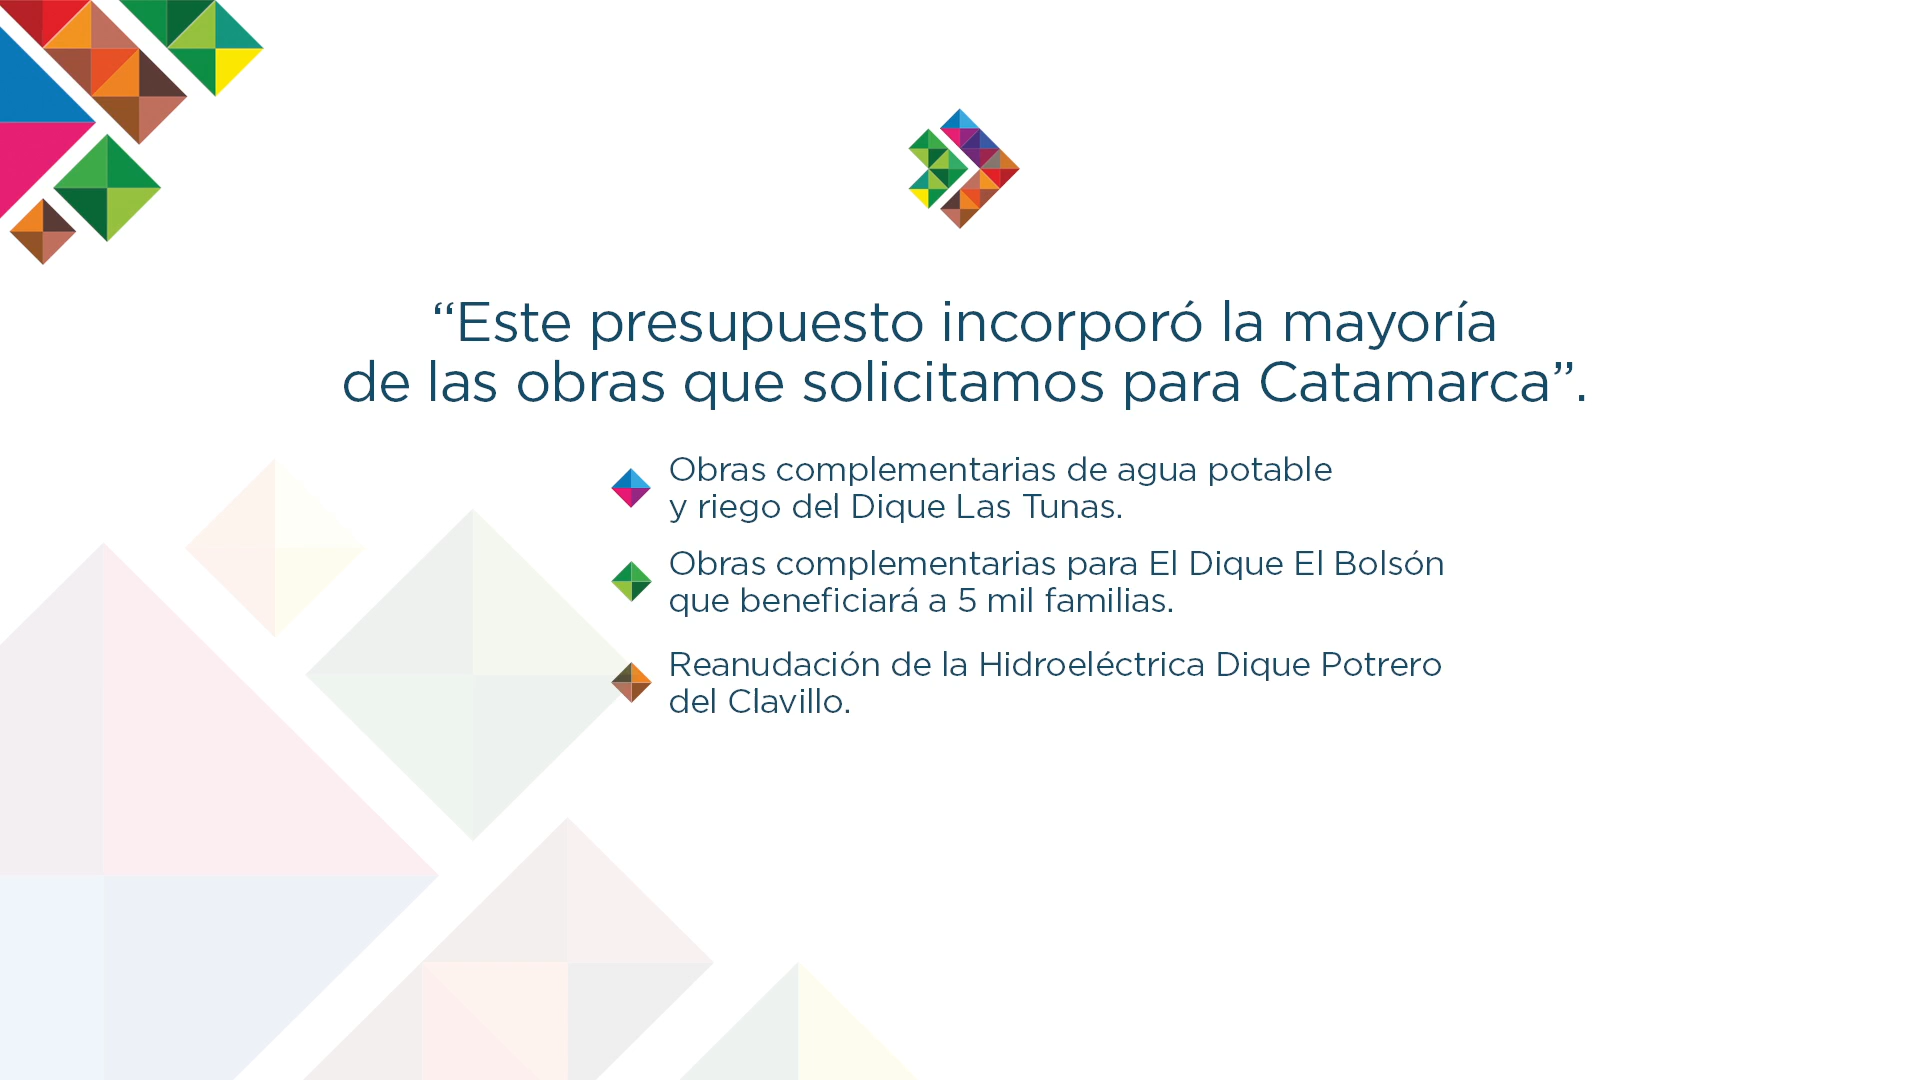 “Este presupuesto incorporó la mayoría
de las obras que solicitamos para Catamarca”.
Obras complementarias de agua potable
y riego del Dique Las Tunas.
Obras complementarias para El Dique El Bolsón
que beneficiará a 5 mil familias.
Reanudación de la Hidroeléctrica Dique Potrero
del Clavillo.